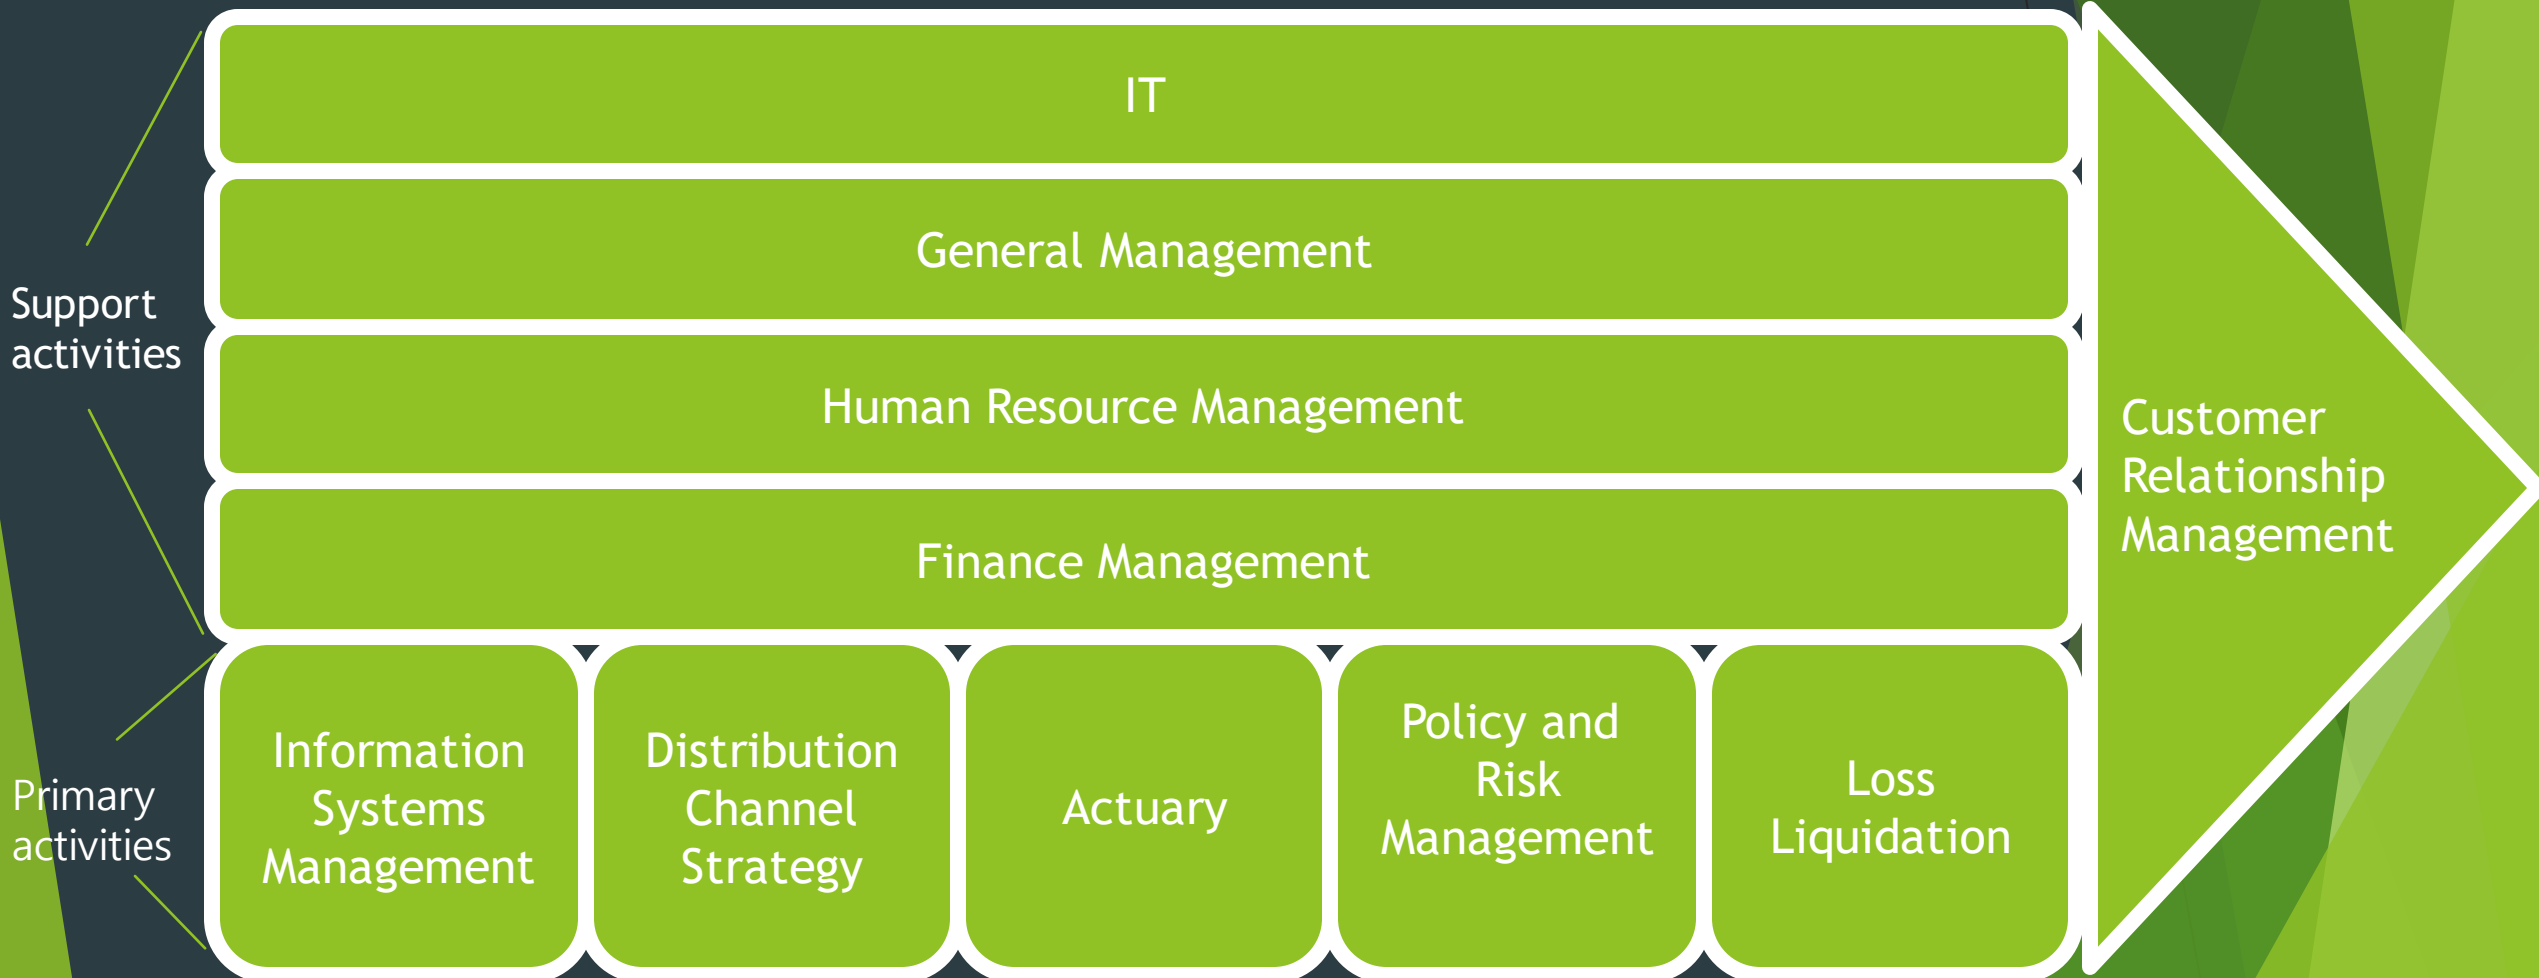 IT
General Management
Support
activities
Human Resource Management
Finance Management
Customer
Relationship
Management
Primary
activities
Information
Systems
Management
Distribution
Channel
Strategy
Actuary
Policy and
Risk
Management
Loss
Liquidation